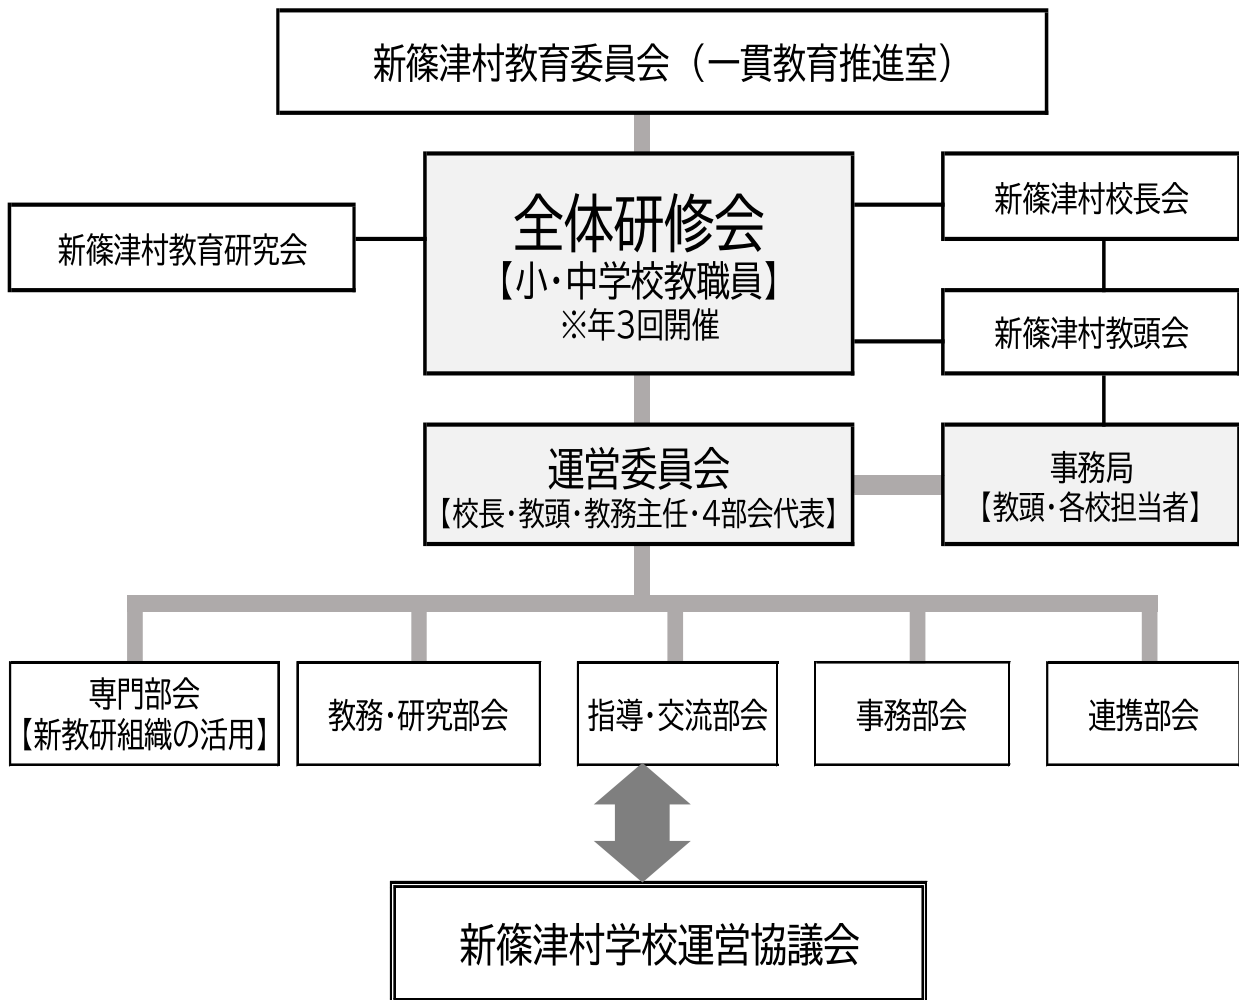 新篠津村教育委員会（一貫教育推進室）
全体研修会
【小・中学校教職員】
※年３回開催
新篠津村教育研究会
新篠津村校長会
新篠津村教頭会
運営委員会
【校長・教頭・教務主任・４部会代表】
事務局
【教頭・各校担当者】
専門部会
【新教研組織の活用】
教務・研究部会
指導・交流部会
事務部会
連携部会
新篠津村学校運営協議会